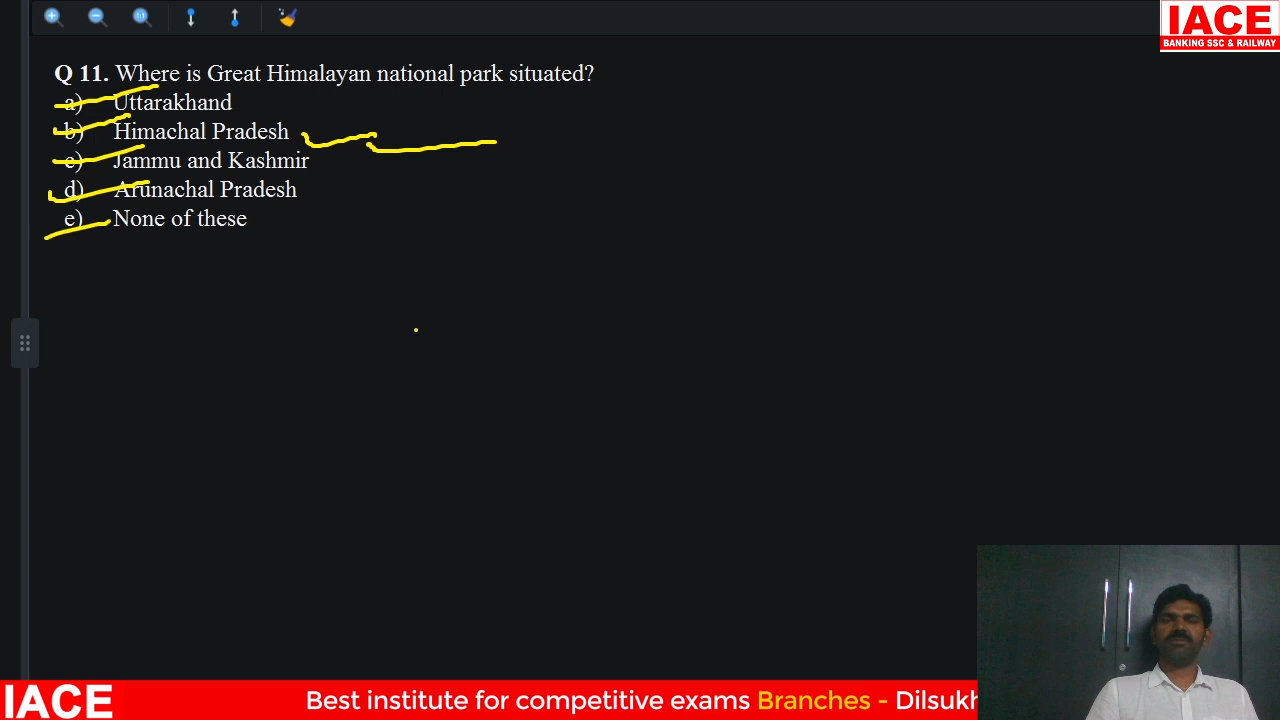 IACE
BANKING SSC & RAILWAY
Q 11. Where is Great Himalayan national park situated?
a) Uttarakhand
b) Himachal Pradesh
c) Jammu and Kashmir
d) Arunachal Pradesh
e) None of these
IACE
Best institute for competitive exams Branches - Dilsukh